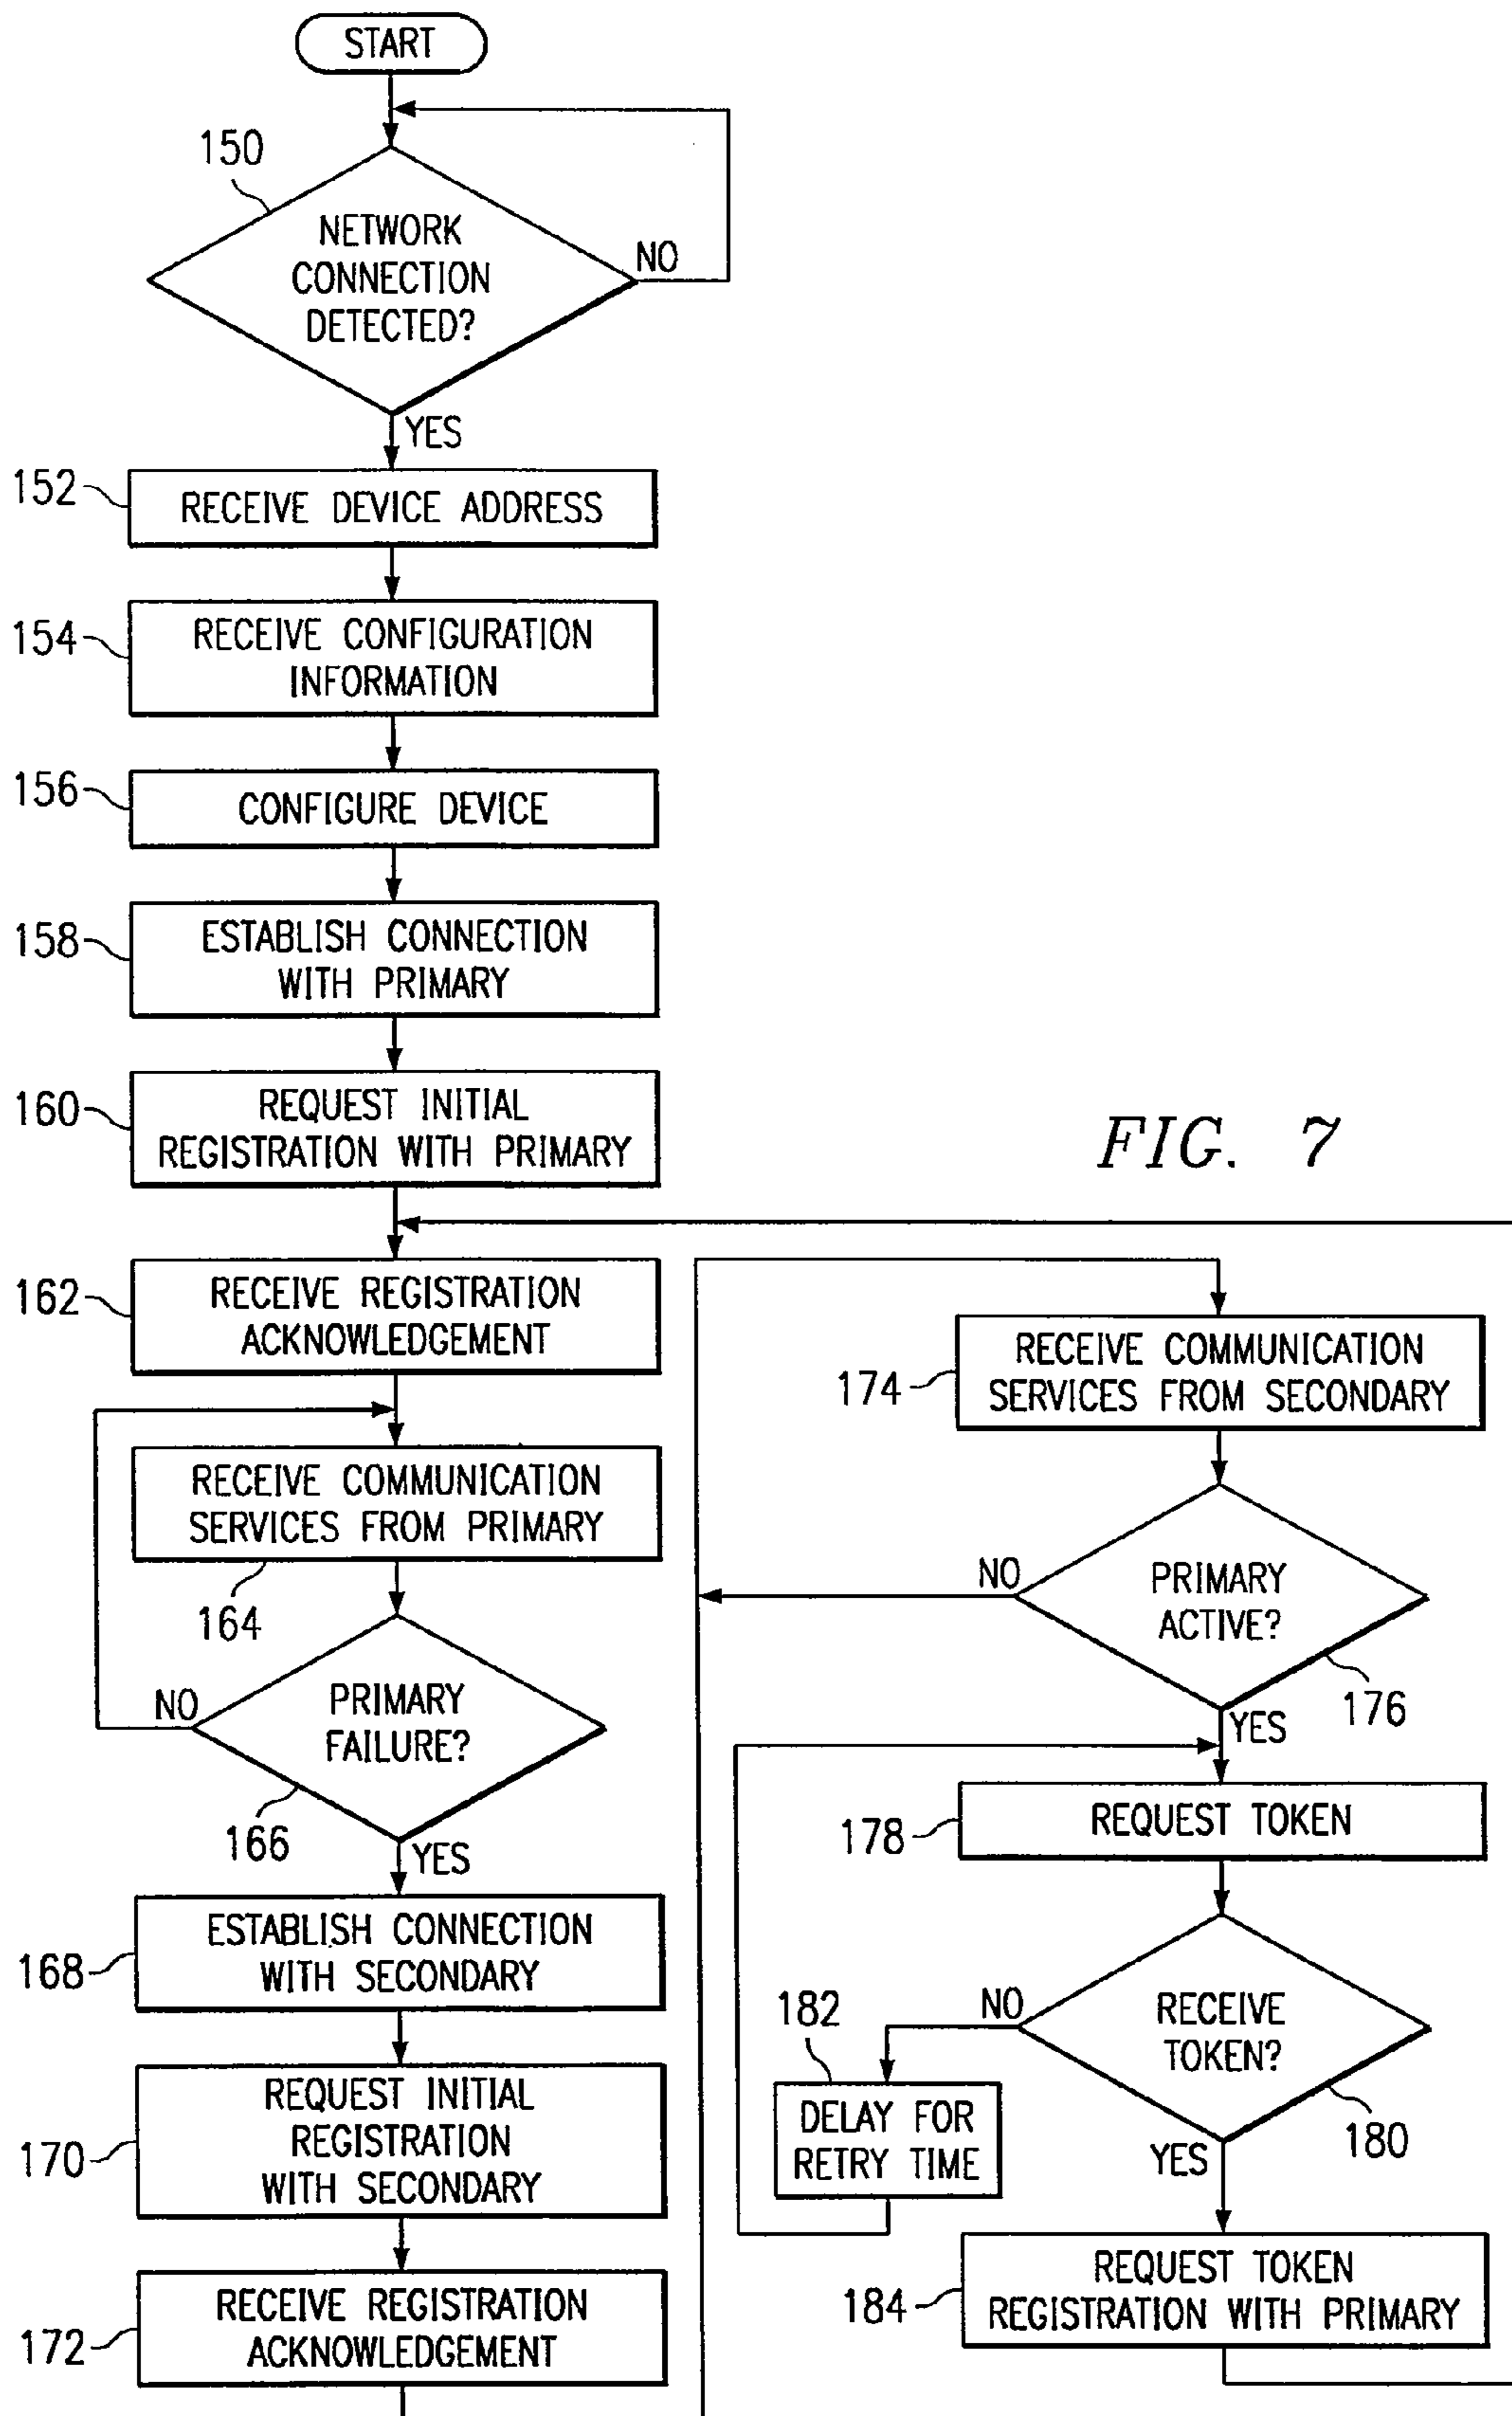 START
150
NETWORK
CONNECTION
DETECTED?
NO
YES
152
RECEIVE DEVICE ADDRESS
154
RECEIVE CONFIGURATION
INFORMATION
156
CONFIGURE DEVICE
158
ESTABLISH CONNECTION
WITH PRIMARY
160
REQUEST INITIAL
REGISTRATION WITH PRIMARY
FIG. 7
162
RECEIVE REGISTRATION
ACKNOWLEDGEMENT
RECEIVE COMMUNICATION
SERVICES FROM PRIMARY
164
PRIMARY
FAILURE?
NO
166
YES
168
ESTABLISH CONNECTION
WITH SECONDARY
170
REQUEST INITIAL
REGISTRATION
WITH SECONDARY
172
RECEIVE REGISTRATION
ACKNOWLEDGEMENT
174
RECEIVE COMMUNICATION
SERVICES FROM SECONDARY
NO
PRIMARY
ACTIVE?
176
YES
178
REQUEST TOKEN
182
NO
RECEIVE
TOKEN?
180
DELAY FOR
RETRY TIME
YES
184
REQUEST TOKEN
REGISTRATION WITH PRIMARY